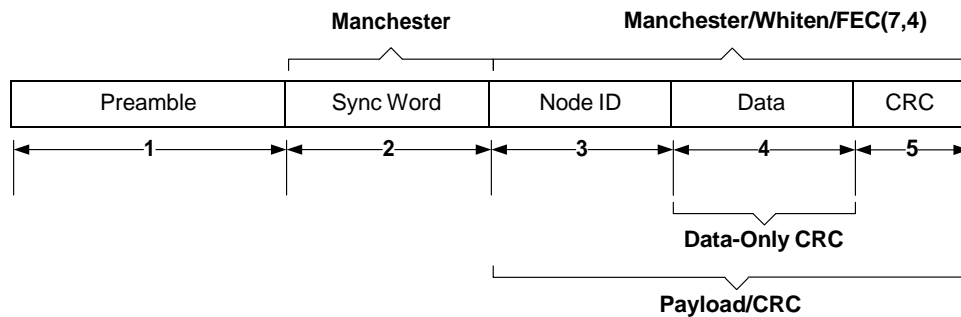 Manchester Manchester/Whiten/FEC(7,4)
Preamble Sync Word Node ID Data CRC
1 2 3 4 5
Data-Only CRC
Payload/CRC